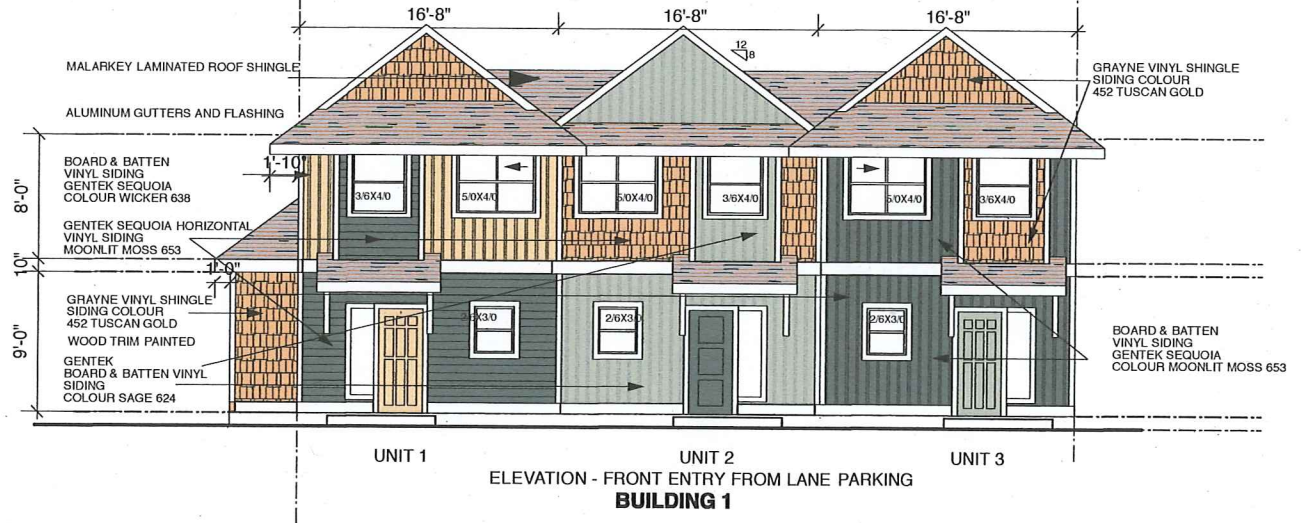 16'-8"
16'-8"
16'-8"
12
8
MALARKEY LAMINATED ROOF SHINGLE
GRAYNE VINYL SHINGLE
SIDING COLOUR
452 TUSCAN GOLD
ALUMINUM GUTTERS AND FLASHING
1'-10"
8'-0"
BOARD & BATTEN
VINYL SIDING
GENTEK SEQUOIA
COLOUR WICKER 638
3/6X4/0
5/0X4/0
5/0X4/0
3/6X4/0
5/0X4/0
3/6X4/0
GENTEK SEQUOIA HORIZONTAL
VINYL SIDING
MOONLIT MOSS 653
10"
1'-0"
9'-0"
GRAYNE VINYL SHINGLE
SIDING COLOUR
452 TUSCAN GOLD
WOOD TRIM PAINTED
2/6X3/0
2/6X3/0
2/6X3/0
GENTEK
BOARD & BATTEN VINYL
SIDING
COLOUR SAGE 624
BOARD & BATTEN
VINYL SIDING
GENTEK SEQUOIA
COLOUR MOONLIT MOSS 653
UNIT 1
UNIT 2
UNIT 3
ELEVATION - FRONT ENTRY FROM LANE PARKING
BUILDING 1